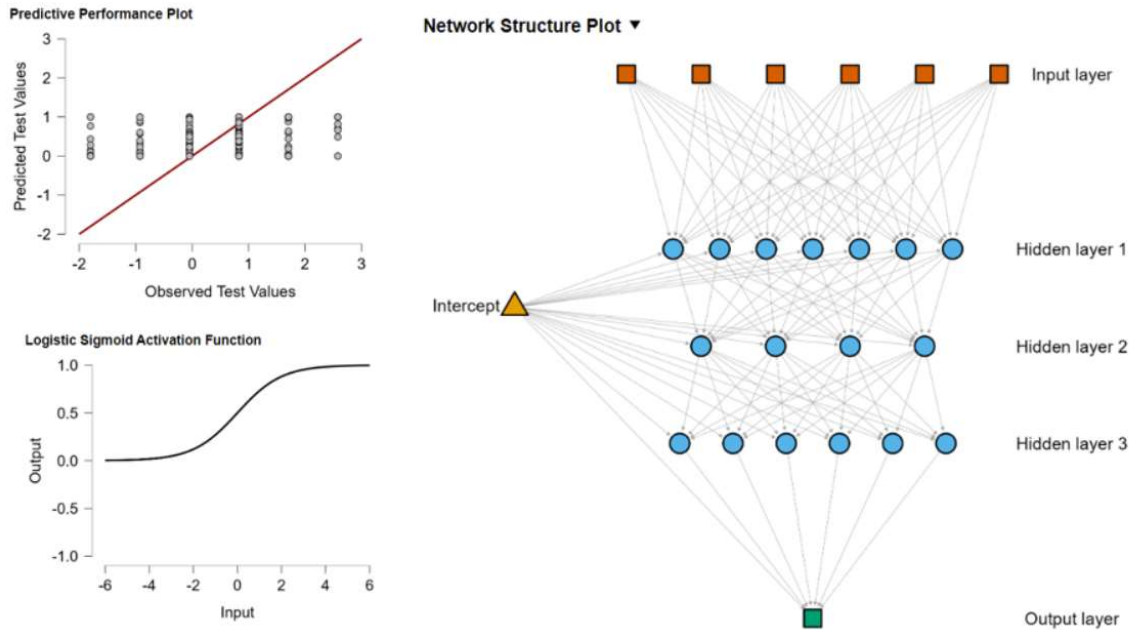 Predictive Performance Plot
3
2
1
0
-1
-2
Predicted Test Values
-2 -1 0 1 2 3
Observed Test Values
Logistic Sigmoid Activation Function
1.0
0.5
0.0
-0.5
-1.0
Output
-6 -4 -2 0 2 4 6
Input
Network Structure Plot ▼
Input layer
Hidden layer 1
Intercept
Hidden layer 2
Hidden layer 3
Output layer